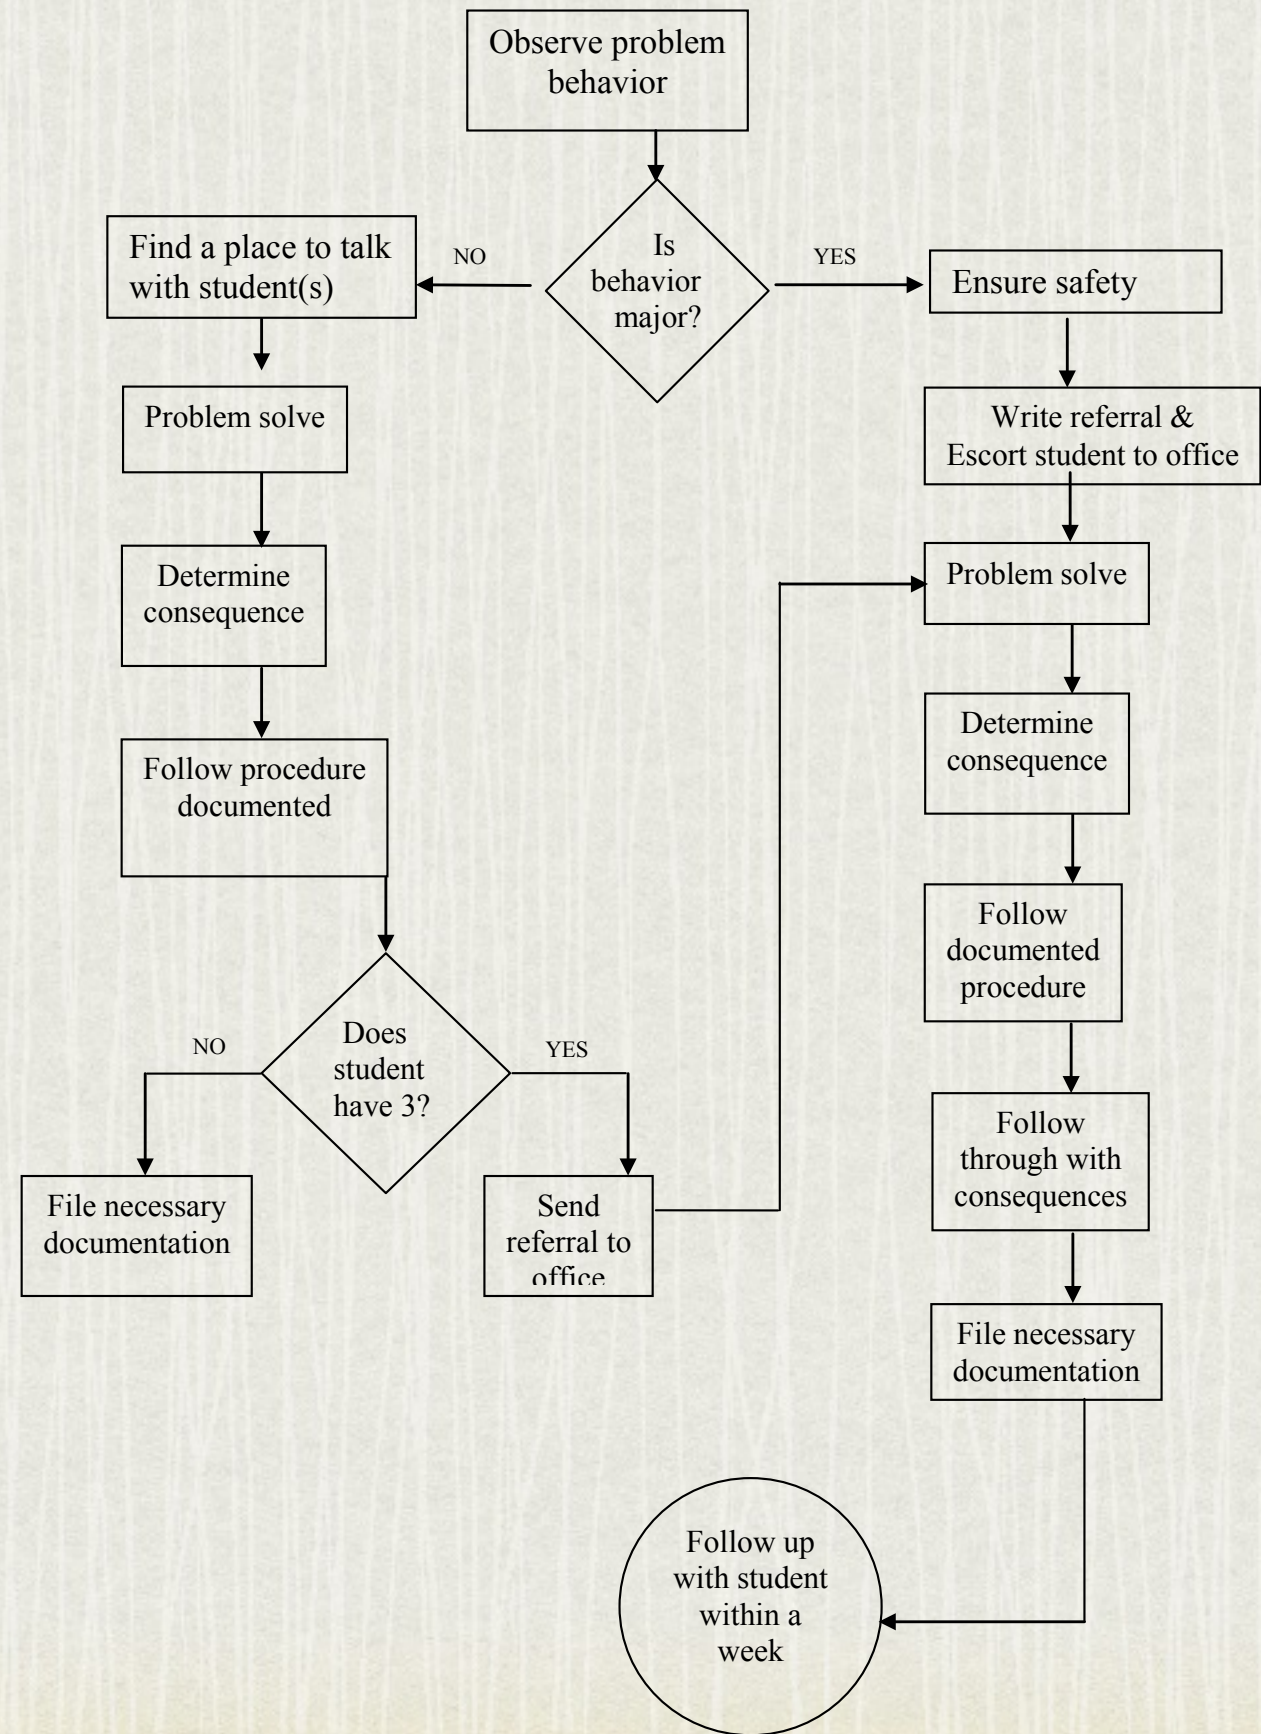 Observe problem
behavior
Is
behavior
major?
NO
YES
Find a place to talk
with student(s)
Problem solve
Determine
consequence
Follow procedure
documented
Does
student
have 3?
NO
YES
File necessary
documentation
Send
referral to
office
Ensure safety
Write referral &
Escort student to office
Problem solve
Determine
consequence
Follow
documented
procedure
Follow
through with
consequences
File necessary
documentation
Follow up
with student
within a
week